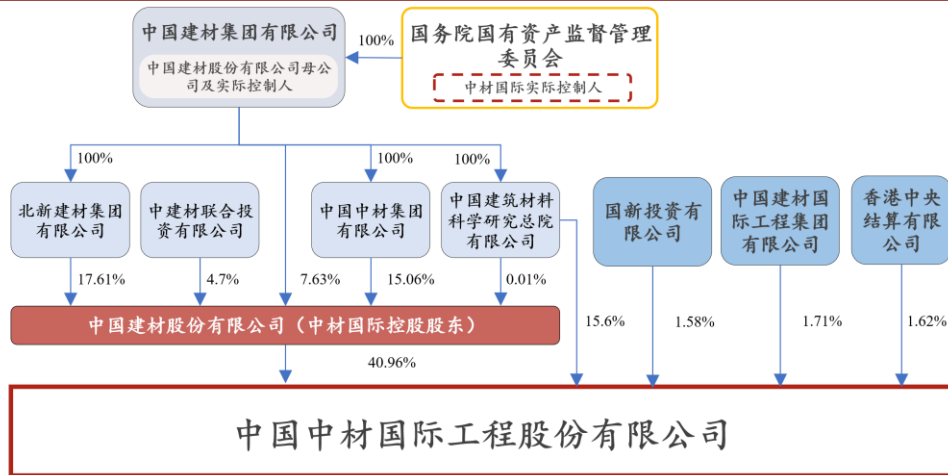 中国建材集团有限公司
中国建材股份有限公司母公
司及实际控制人
100%
国务院国有资产监督管理
委员会
中材国际实际控制人
100%
100%
100%
北新建材集团
有限公司
中建材联合投
资有限公司
中国中材集团
有限公司
中国建筑材料
科学研究总院
有限公司
国新投资有
限公司
中国建材国
际工程集团
有限公司
香港中央
结算有限
公司
17.61%
4.7%
7.63%
15.06%
0.01%
中国建材股份有限公司（中材国际控股股东）
15.6%
1.58%
1.71%
1.62%
40.96%
中国中材国际工程股份有限公司